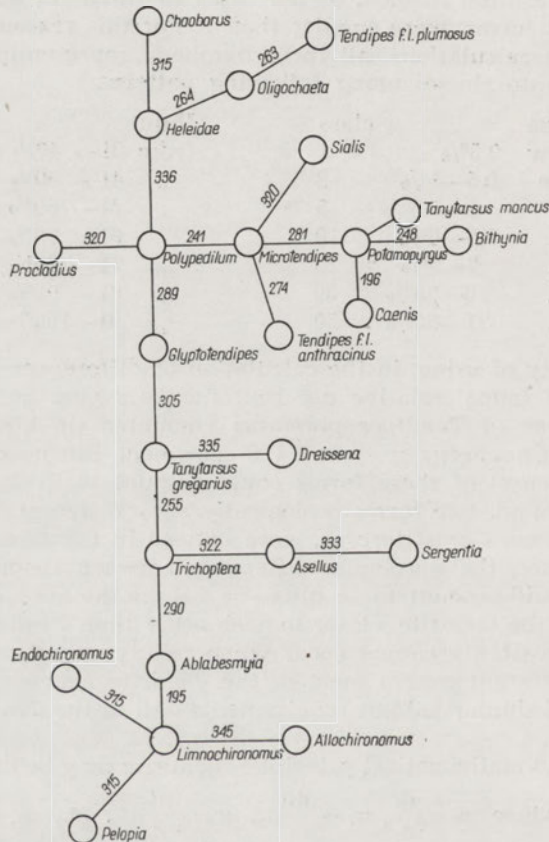 Chaoborus
Tendipes f.l. plumosus
263
315
264
Oligochaeta
Heleidae
Sialis
336
320
Tanytarsus mancus
320
241
281
248
Procladius
Polypedilum
Microtendipes
Potamopyrgus
Bithynia
289
274
196
Caenis
Glyptotendipes
Tendipes f.l.
anthracinus
305
335
Tanytarsus
gregarius
Dreissena
255
322
333
Trichoptera
Asellus
Sergentia
290
Endochironomus
Ablabesmyia
315
195
345
Limnochironomus
Allochironomus
315
Pelopia